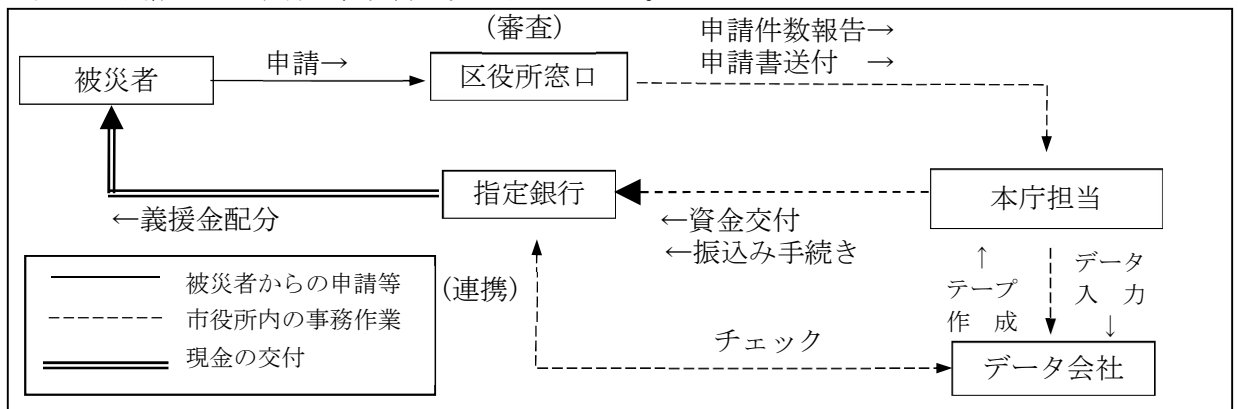 (審査)
申請件数報告→
申請→
申請書送付 →
被災者
区役所窓口
指定銀行
本庁担当
←義援金配分
←資金交付
←振込み手続き
被災者からの申請等
市役所内の事務作業
現金の交付
(連携)
↑
テープ
作 成
データ
入 力
↓
チェック
データ会社